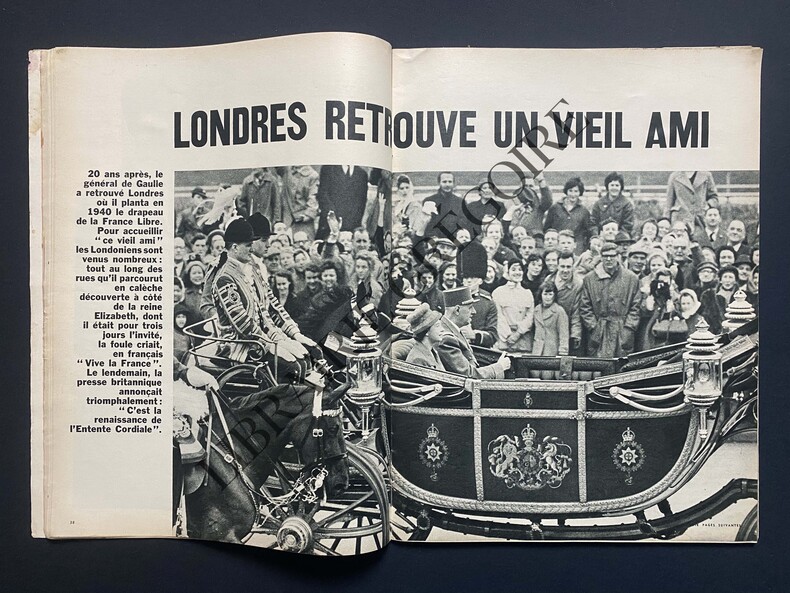 LONDRES RETROUVE UN VIEIL AMI
20 ans après, le
général de Gaulle
a retrouvé Londres
où il planta en
1940 le drapeau
de la France Libre.
Pour accueillir
"ce vieil ami"
les Londoniens sont
venus nombreux :
tout au long des
rues qu'il parcourut
en calèche
découverte à côté
de la reine
Elizabeth, dont
il était pour trois
jours l'invité,
la foule criait,
en français
"Vive la France".
Le lendemain, la
presse britannique
annonçait
triomphalement :
"C'est la
renaissance de
l'Entente Cordiale".
LIBRAIRIE GREGOIRE
PAGES SUIVANTES